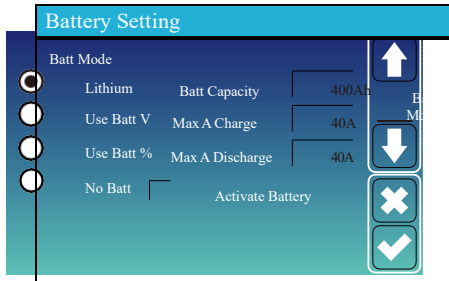 Battery Setting
Batt Mode
Lithium Batt Capacity 400Ah
Use Batt V Max A Charge 40A
Use Batt % Max A Discharge 40A
No Batt Activate Battery